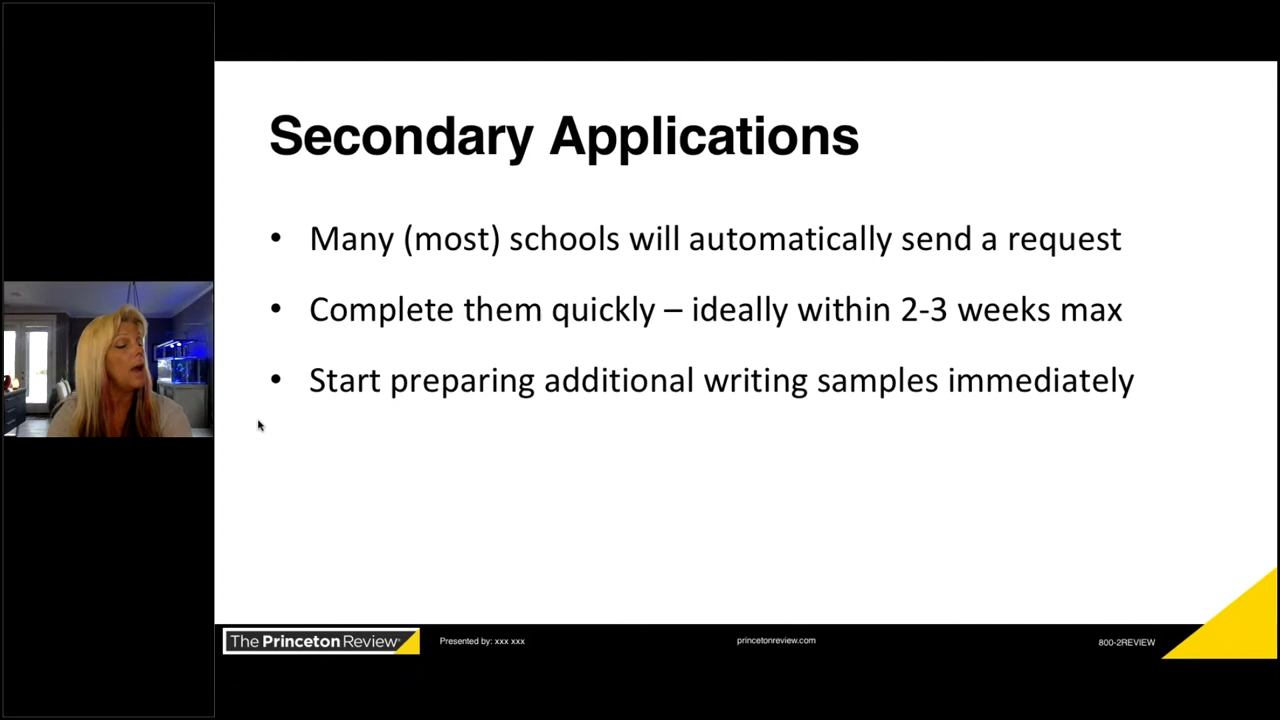 Secondary Applications
• Many (most) schools will automatically send a request
• Complete them quickly – ideally within 2-3 weeks max
• Start preparing additional writing samples immediately
The Princeton Review®
Presented by: xxx xxx
princetonreview.com
800-2REVIEW